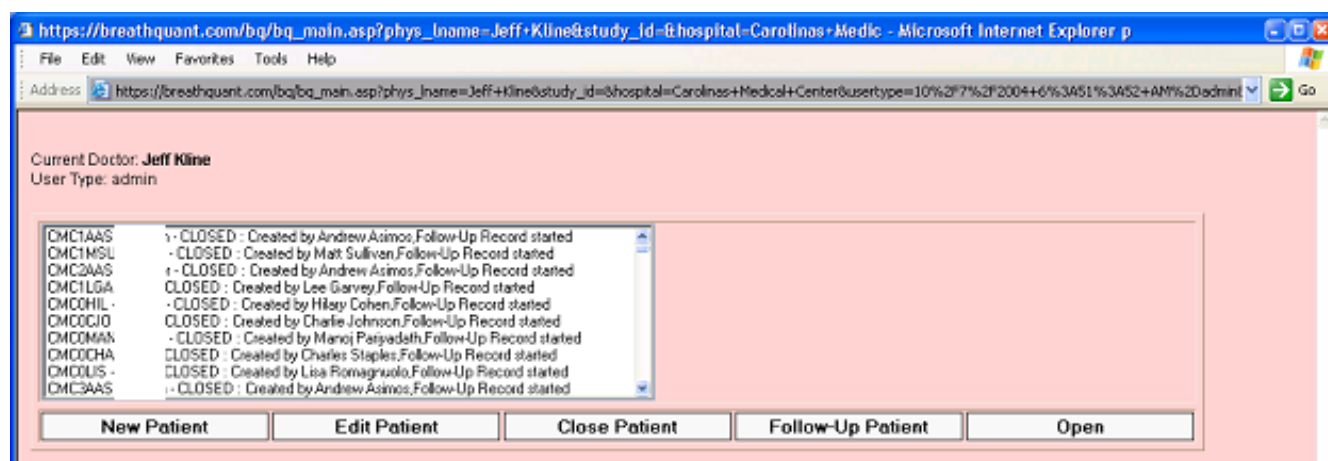 https://breathquant.com/bq/bq_main.asp?phys_lname=Jeff+Kline&study_id=&hospital=Carolinas+Medic - Microsoft Internet Explorer p
File Edit View Favorites Tools Help
Address https://breathquant.com/bq/bq_main.asp?phys_lname=Jeff+Kline&study_id=&hospital=Carolinas+Medical+Center&usertype=10%2F7%2F2004+6%3A51%3A52+AM%2Dadmin Go
Current Doctor: Jeff Kline
User Type: admin
CMC1AAS - CLOSED : Created by Andrew Asimos,Follow-Up Record started
CMC1MSU - CLOSED : Created by Matt Sullivan,Follow-Up Record started
CMC2AAS - CLOSED : Created by Andrew Asimos,Follow-Up Record started
CMC1LGA CLOSED : Created by Lee Garvey,Follow-Up Record started
CMC0HIL - - CLOSED : Created by Hilary Cohen,Follow-Up Record started
CMC0CJO CLOSED : Created by Charlie Johnson,Follow-Up Record started
CMC0MAN - CLOSED : Created by Manoj Pariyadath,Follow-Up Record started
CMC0CHA CLOSED : Created by Charles Staples,Follow-Up Record started
CMC0LIS - CLOSED : Created by Lisa Romagnuolo,Follow-Up Record started
CMC3AAS - CLOSED : Created by Andrew Asimos,Follow-Up Record started
New Patient Edit Patient Close Patient Follow-Up Patient Open